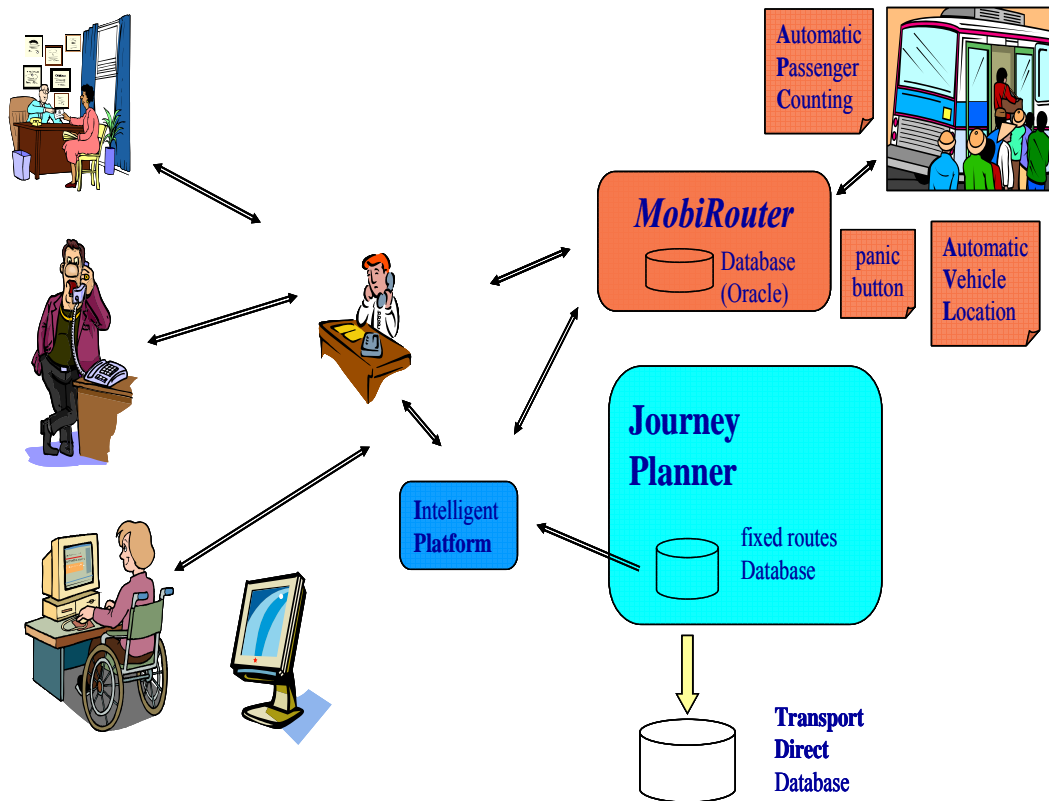 Automatic
Passenger
Counting
MobiRouter
Database
(Oracle)
panic
button
Automatic
Vehicle
Location
Journey
Planner
fixed routes
Database
Intelligent
Platform
Transport
Direct
Database